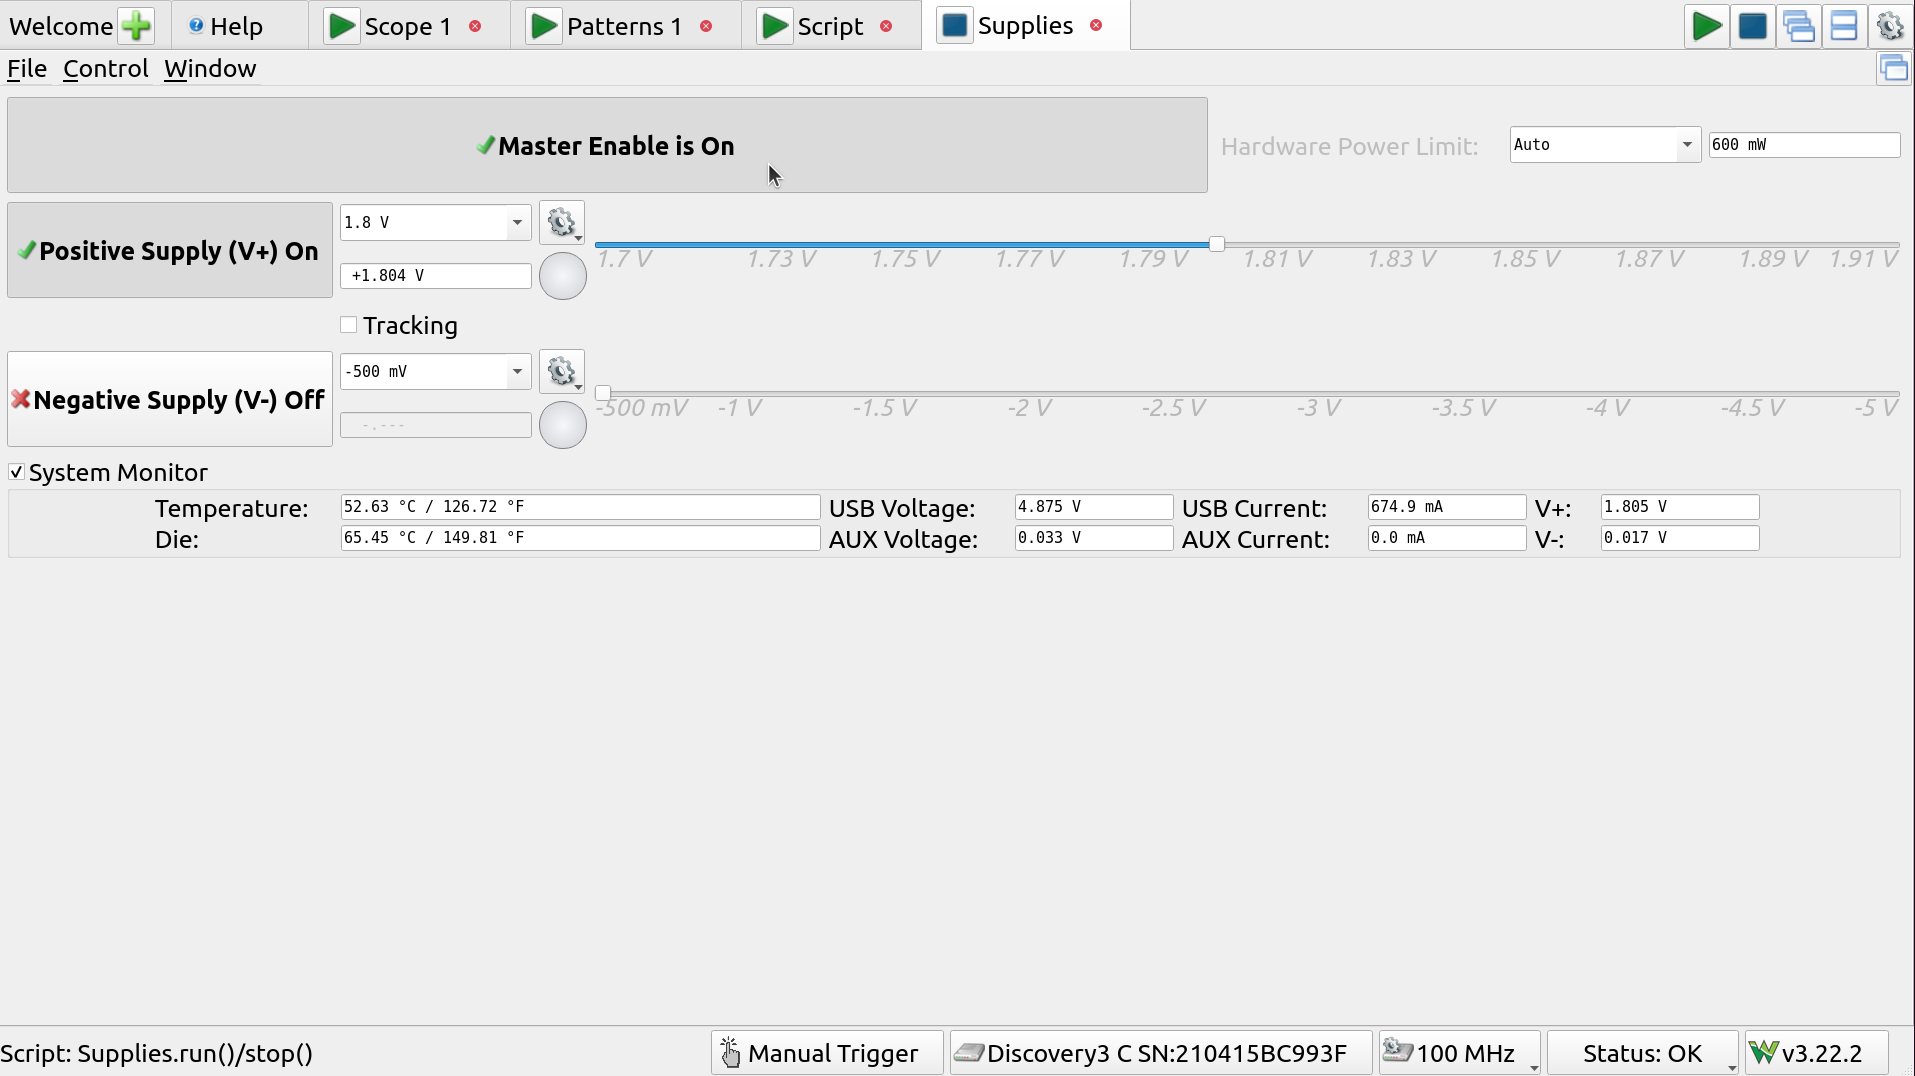 Welcome Help Scope 1 Patterns 1 Script Supplies
File Control Window
Master Enable is On Hardware Power Limit: Auto 600 mW
Positive Supply (V+) On 1.8 V
1.7 V 1.73 V 1.75 V 1.77 V 1.79 V 1.81 V 1.83 V 1.85 V 1.87 V 1.89 V 1.91 V
+1.804 V
Tracking
Negative Supply (V-) Off -500 mV
-500 mV -1 V -1.5 V -2 V -2.5 V -3 V -3.5 V -4 V -4.5 V -5 V
-.---
System Monitor
Temperature: 52.63 °C / 126.72 °F USB Voltage: 4.875 V USB Current: 674.9 mA V+: 1.805 V
Die: 65.45 °C / 149.81 °F AUX Voltage: 0.033 V AUX Current: 0.0 mA V-: 0.017 V
Script: Supplies.run()/stop() Manual Trigger Discovery3 C SN:210415BC993F 100 MHz Status: OK v3.22.2